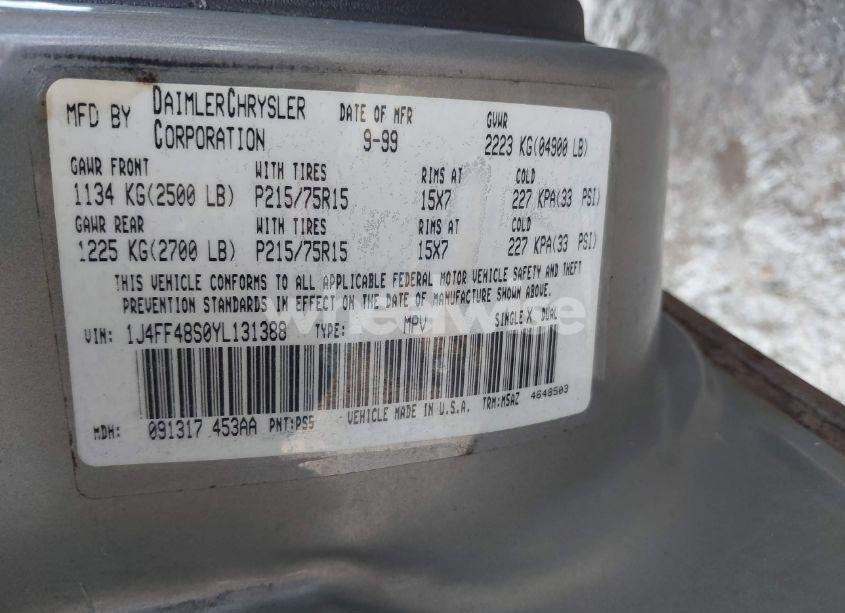 MFD BY DAIMLERCHRYSLER CORPORATION DATE OF MFR 9-99 GVWR 2223 KG(04900 LB)
GAWR FRONT WITH TIRES RIMS AT COLD
1134 KG(2500 LB) P215/75R15 15X7 227 KPA(33 PSI)
GAWR REAR WITH TIRES RIMS AT COLD
1225 KG(2700 LB) P215/75R15 15X7 227 KPA(33 PSI)
THIS VEHICLE CONFORMS TO ALL APPLICABLE FEDERAL MOTOR VEHICLE SAFETY AND THEFT
PREVENTION STANDARDS IN EFFECT ON THE DATE OF MANUFACTURE SHOWN ABOVE.
VIN: 1J4FF48S0YL131388 TYPE: MPV SINGLE X DUAL
MDH: 091317 453AA PNT:PS5 VEHICLE MADE IN U.S.A. TRM:MSAZ 4648503